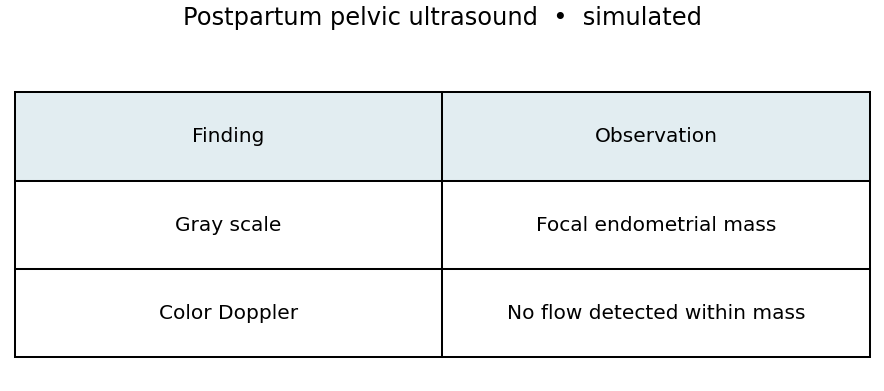 Postpartum pelvic ultrasound • simulated
Finding Observation
Gray scale Focal endometrial mass
Color Doppler No flow detected within mass